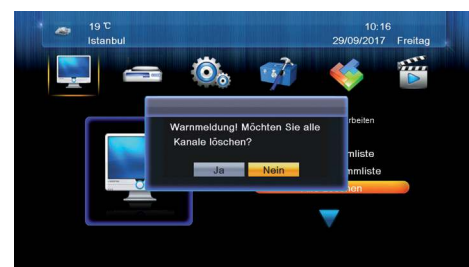 19 °C
10:16
Istanbul
29/09/2017 Freitag
Warnmeldung! Möchten Sie alle
Kanale löschen?
Ja Nein